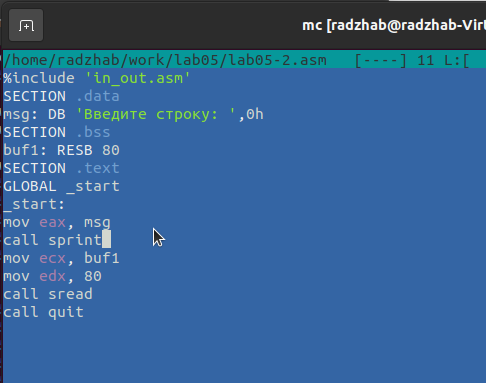 mc [radzhab@radzhab-Virt
/home/radzhab/work/lab05/lab05-2.asm   [----] 11 L:[
%include 'in_out.asm'
SECTION .data
msg: DB 'Введите строку: ',0h
SECTION .bss
buf1: RESB 80
SECTION .text
GLOBAL _start
_start:
mov eax, msg
call sprint
mov ecx, buf1
mov edx, 80
call sread
call quit